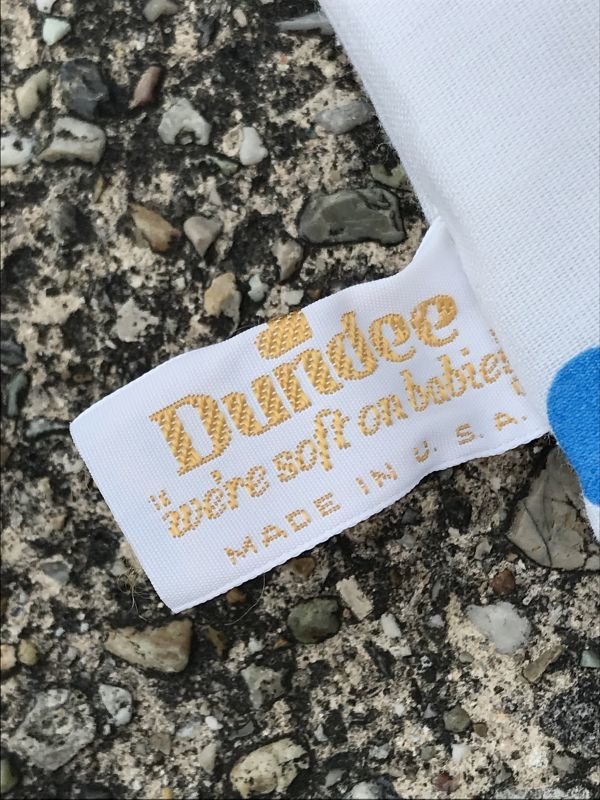 Dundee
"we're soft on babies"
MADE IN U.S.A.